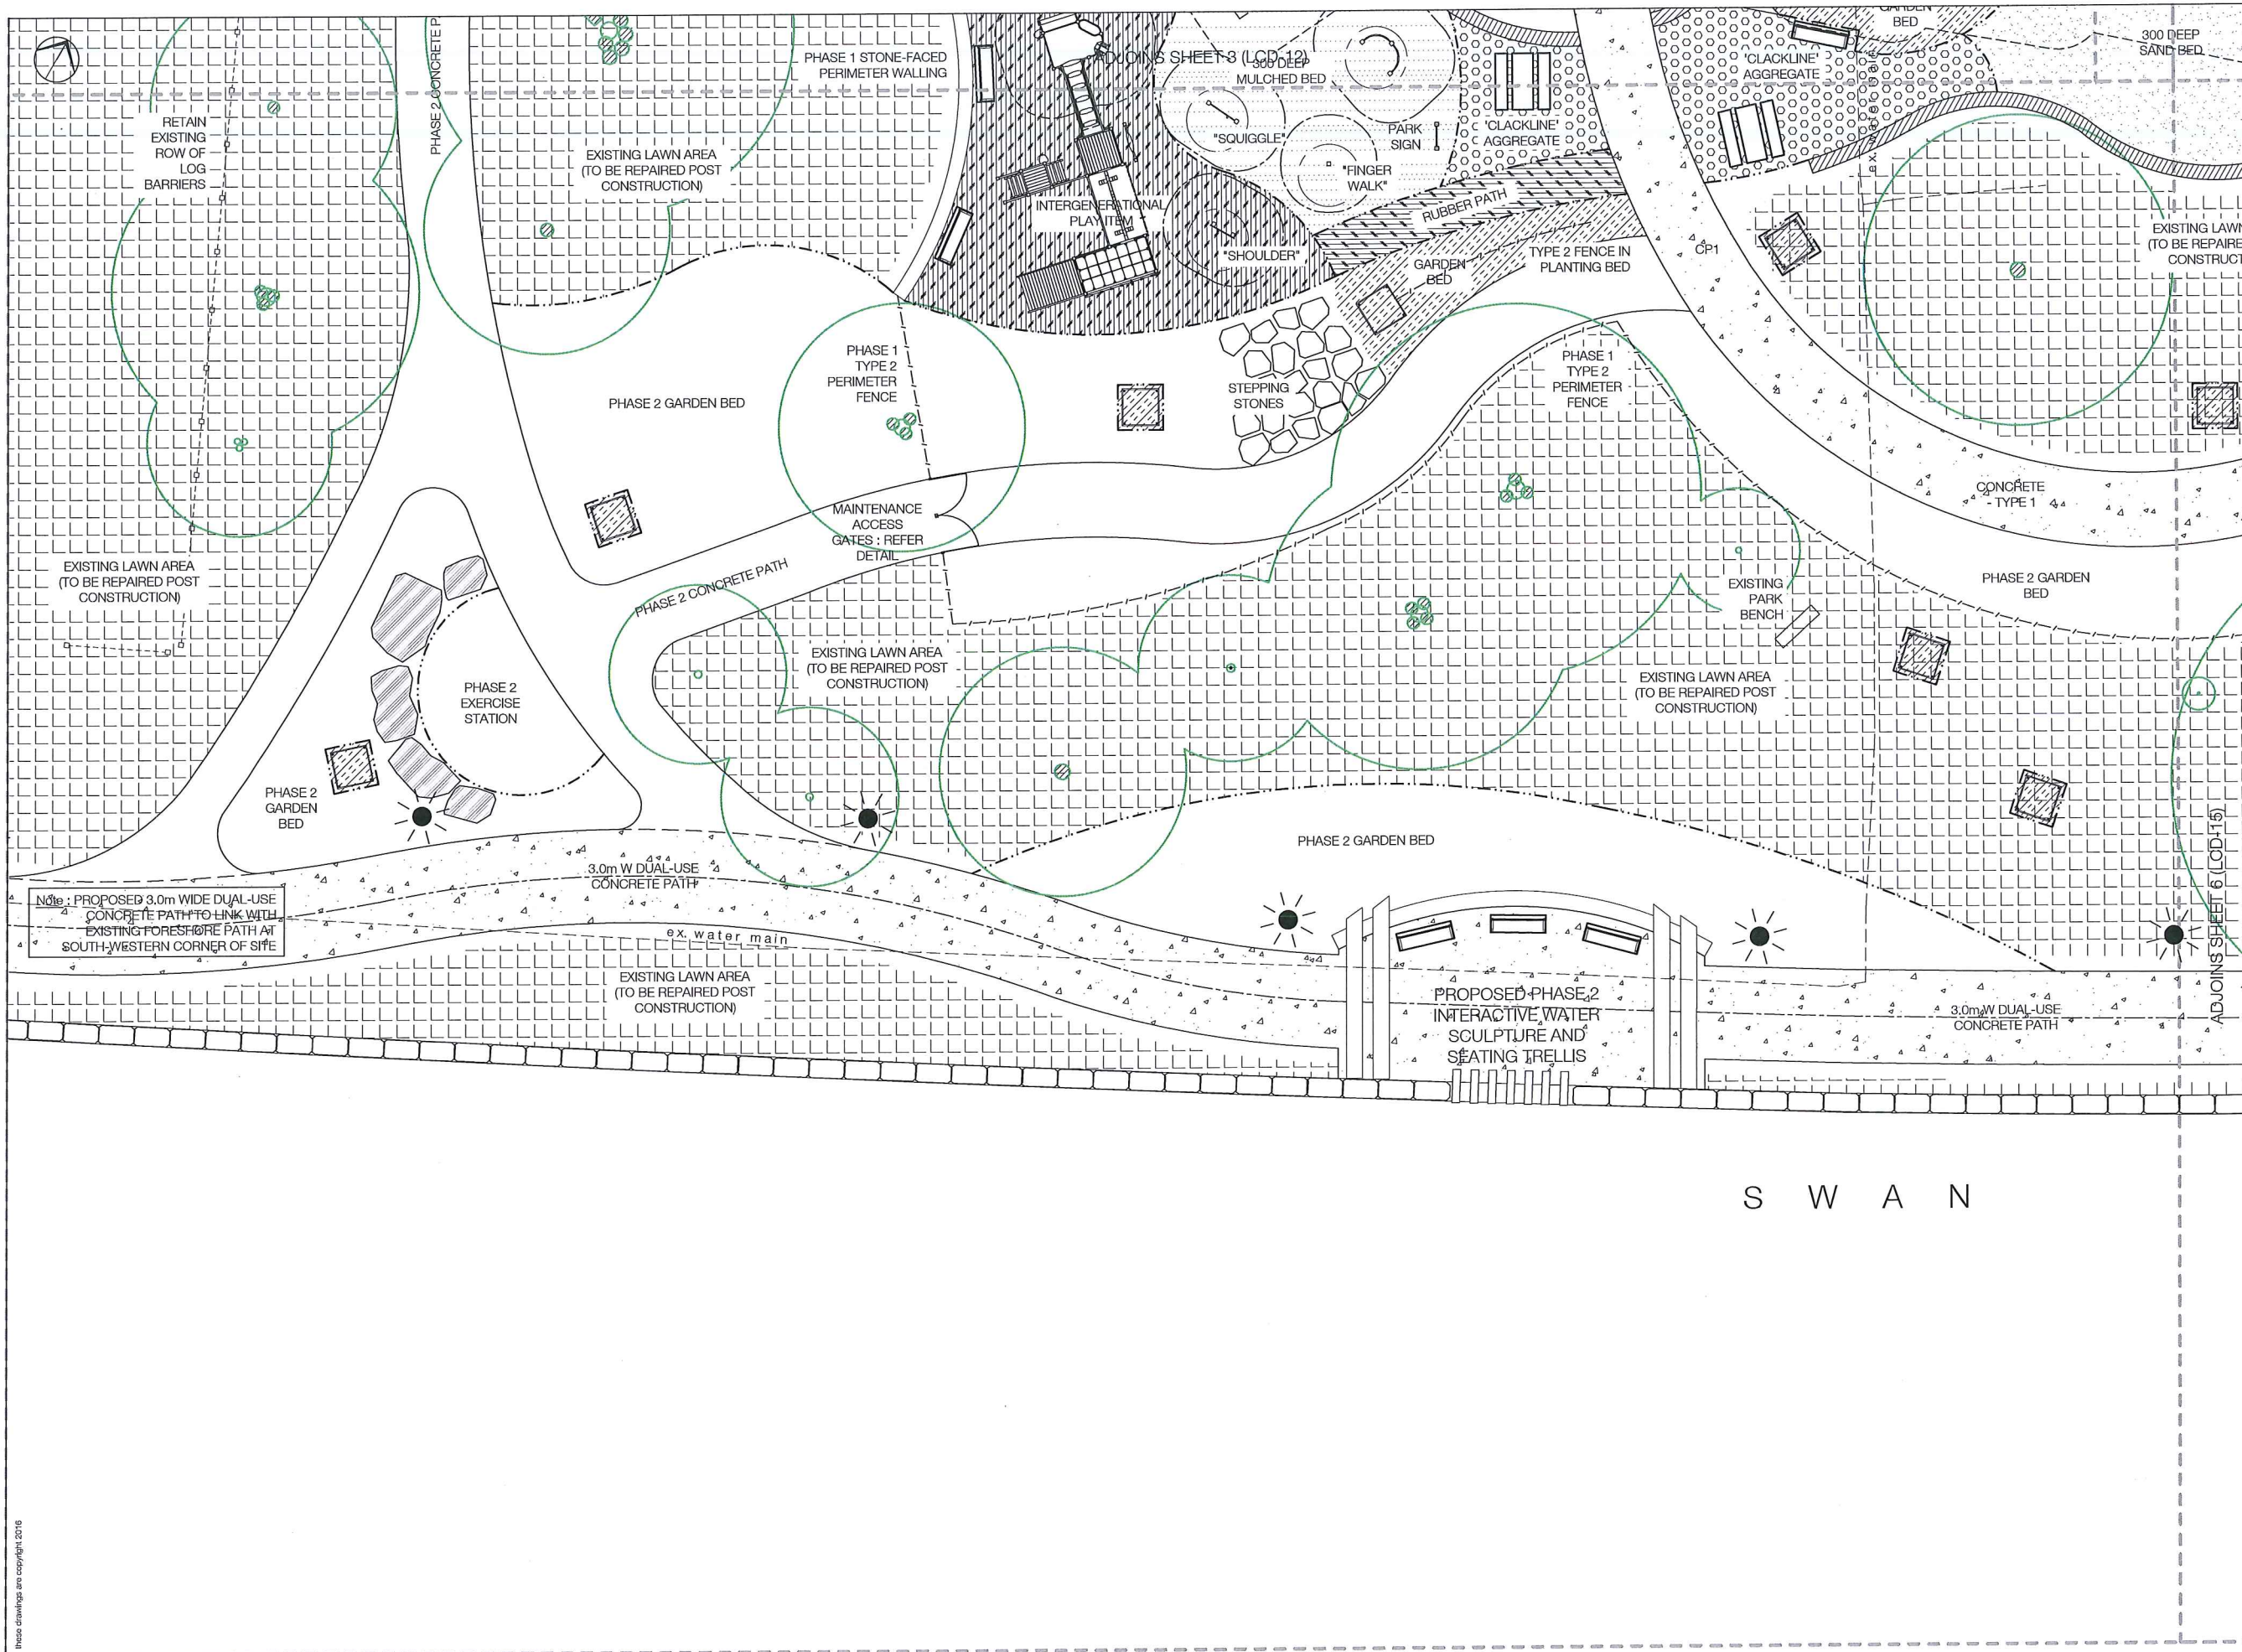 GARDEN
BED
300 DEEP
SAND BED
PHASE 2 CONCRETE P
PHASE 1 STONE-FACED
PERIMETER WALLING
ADJOINS SHEET 3 (LCD-12)
300 DEEP
MULCHED BED
'CLACKLINE'
AGGREGATE
RETAIN
EXISTING
ROW OF
LOG
BARRIERS
EXISTING LAWN AREA
(TO BE REPAIRED POST
CONSTRUCTION)
"SQUIGGLE"
PARK
SIGN
'CLACKLINE'
AGGREGATE
ex. water main
"FINGER
WALK"
INTERGENERATIONAL
PLAY ITEM
RUBBER PATH
"SHOULDER"
GARDEN
BED
TYPE 2 FENCE IN
PLANTING BED
CP1
EXISTING LAWN
(TO BE REPAIRE
CONSTRUCT
PHASE 1
TYPE 2
PERIMETER
FENCE
PHASE 1
TYPE 2
PERIMETER
FENCE
PHASE 2 GARDEN BED
STEPPING
STONES
CONCRETE
- TYPE 1
MAINTENANCE
ACCESS
GATES : REFER
DETAIL
EXISTING LAWN AREA
(TO BE REPAIRED POST
CONSTRUCTION)
PHASE 2 CONCRETE PATH
EXISTING
PARK
BENCH
PHASE 2 GARDEN
BED
EXISTING LAWN AREA
(TO BE REPAIRED POST
CONSTRUCTION)
EXISTING LAWN AREA
(TO BE REPAIRED POST
CONSTRUCTION)
PHASE 2
EXERCISE
STATION
PHASE 2
GARDEN
BED
PHASE 2 GARDEN BED
ADJOINS SHEET 6 (LCD-15)
3.0m W DUAL-USE
CONCRETE PATH
Note : PROPOSED 3.0m WIDE DUAL-USE
CONCRETE PATH TO LINK WITH
EXISTING FORESHORE PATH AT
SOUTH-WESTERN CORNER OF SITE
ex. water main
EXISTING LAWN AREA
(TO BE REPAIRED POST
CONSTRUCTION)
PROPOSED PHASE 2
INTERACTIVE WATER
SCULPTURE AND
SEATING TRELLIS
3.0m W DUAL-USE
CONCRETE PATH
S W A N
these drawings are copyright 2016